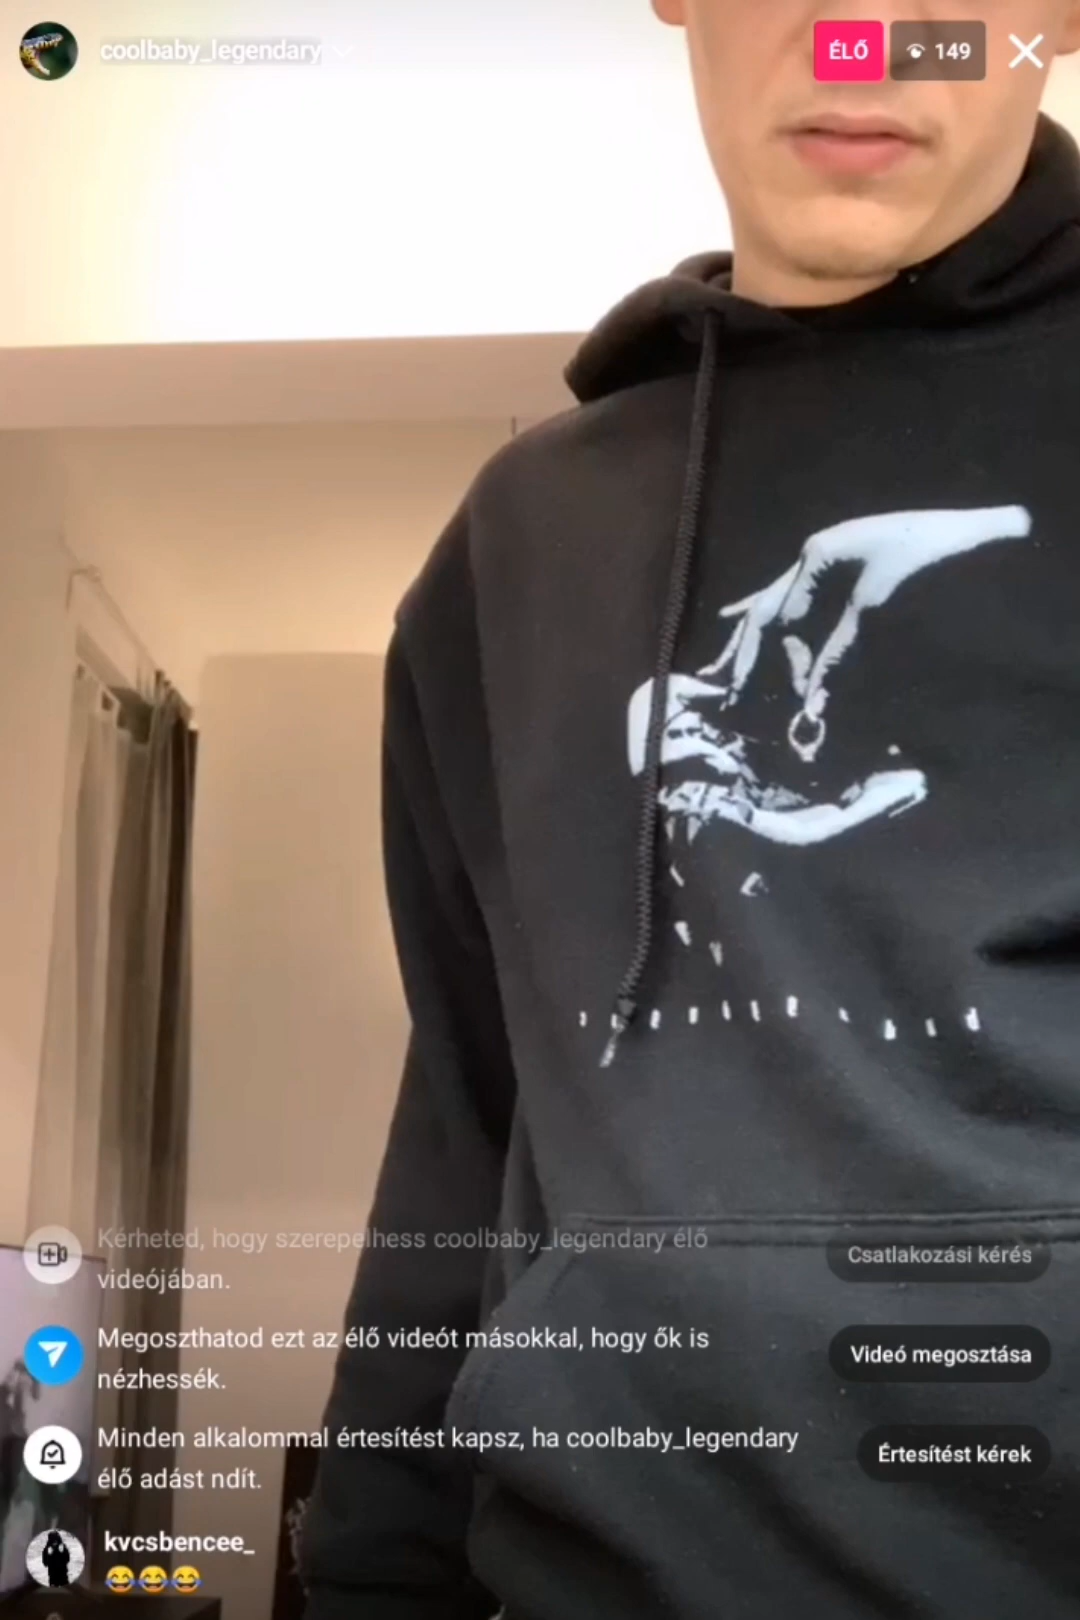 coolbaby_legendary
ÉLŐ
149
Kérheted, hogy szerepelhess coolbaby_legendary élő
videójában.
Csatlakozási kérés
Megoszthatod ezt az élő videót másokkal, hogy ők is
nézhessék.
Videó megosztása
Minden alkalommal értesítést kapsz, ha coolbaby_legendary
élő adást ndít.
Értesítést kérek
kvcsbencee_
😂😂😂